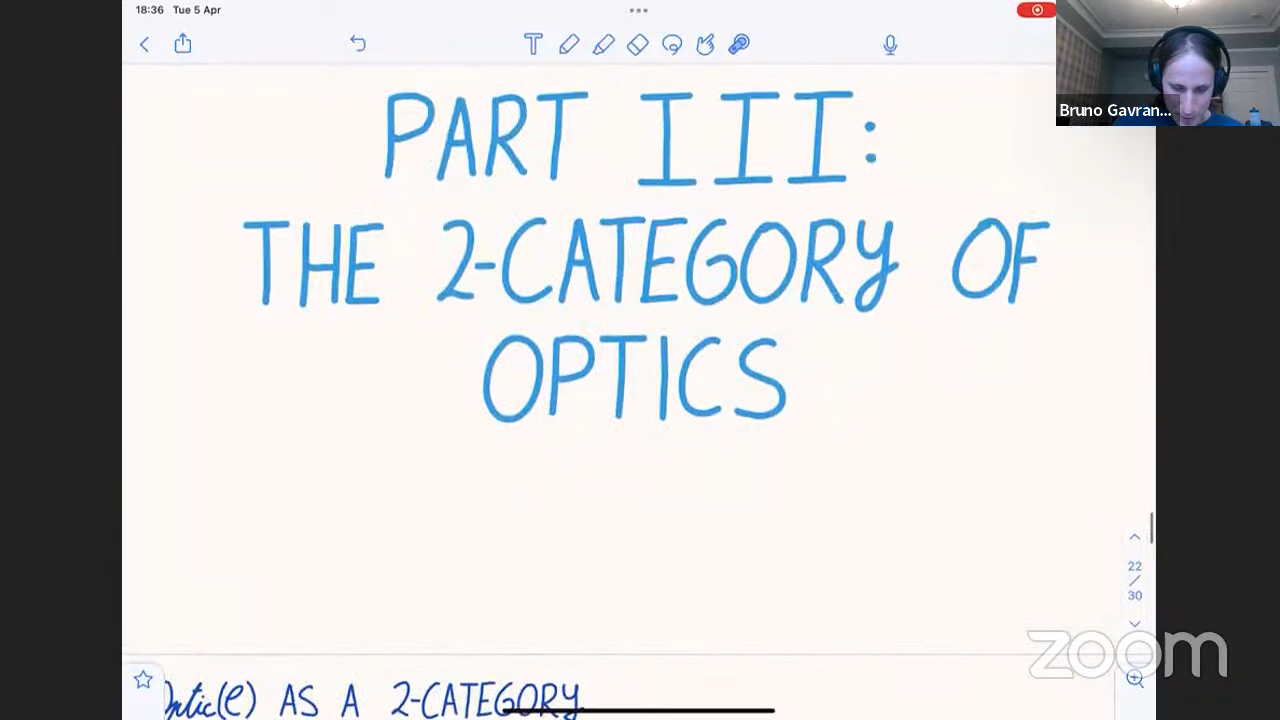 18:36 Tue 5 Apr
Bruno Gavran...
PART III:
THE 2-CATEGORY OF
OPTICS
22
/
30
zoom
Optic(C) AS A 2-CATEGORY